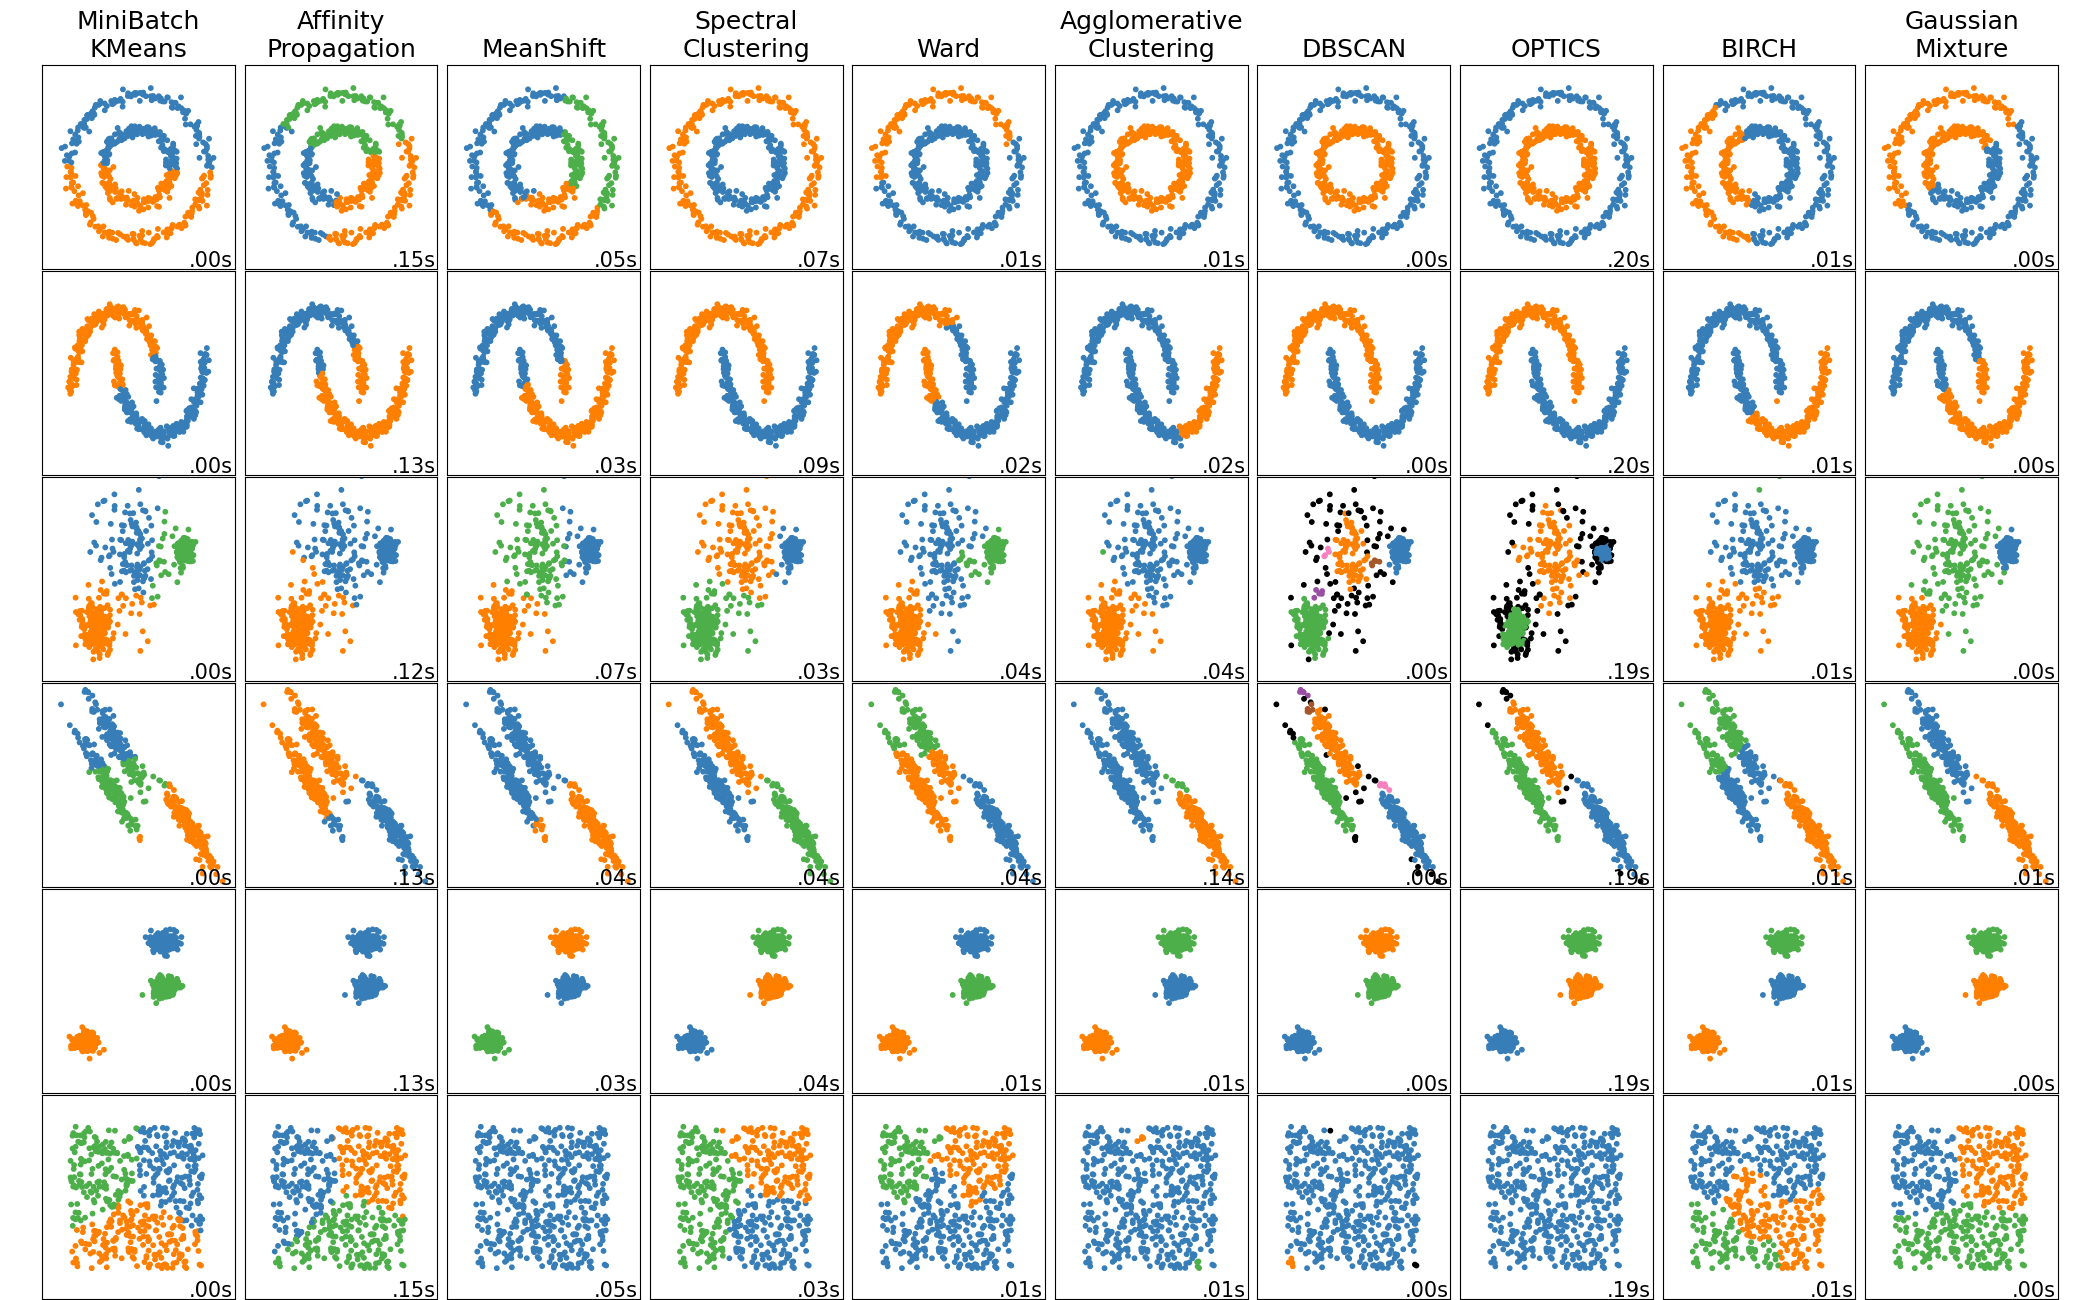 MiniBatch
KMeans
Affinity
Propagation
MeanShift
Spectral
Clustering
Ward
Agglomerative
Clustering
DBSCAN
OPTICS
BIRCH
Gaussian
Mixture
.00s
.15s
.05s
.07s
.01s
.01s
.00s
.20s
.01s
.00s
.00s
.13s
.03s
.09s
.02s
.02s
.00s
.20s
.01s
.00s
.00s
.12s
.07s
.03s
.04s
.04s
.00s
.19s
.01s
.00s
.00s
.13s
.04s
.04s
.04s
.14s
.00s
.19s
.01s
.01s
.00s
.13s
.03s
.04s
.01s
.01s
.00s
.19s
.01s
.00s
.00s
.15s
.05s
.03s
.01s
.01s
.00s
.19s
.01s
.00s